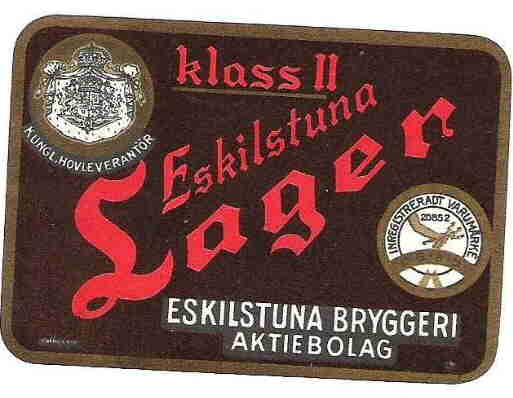 klass II
KUNGL. HOVLEVERANTÖR
Eskilstuna
Lager
INREGISTRERADT VARUMÄRKE
20852
ESKILSTUNA BRYGGERI
AKTIEBOLAG